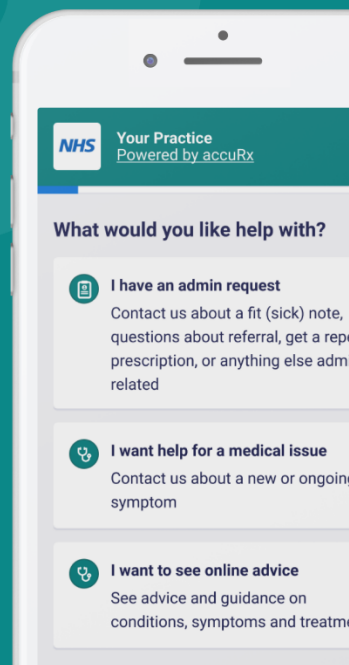 NHS
Your Practice
Powered by accuRx
What would you like help with?
I have an admin request
Contact us about a fit (sick) note,
questions about referral, get a
prescription, or anything else
related
I want help for a medical issue
Contact us about a new or
symptom
I want to see online advice
See advice and guidance on
conditions, symptoms and